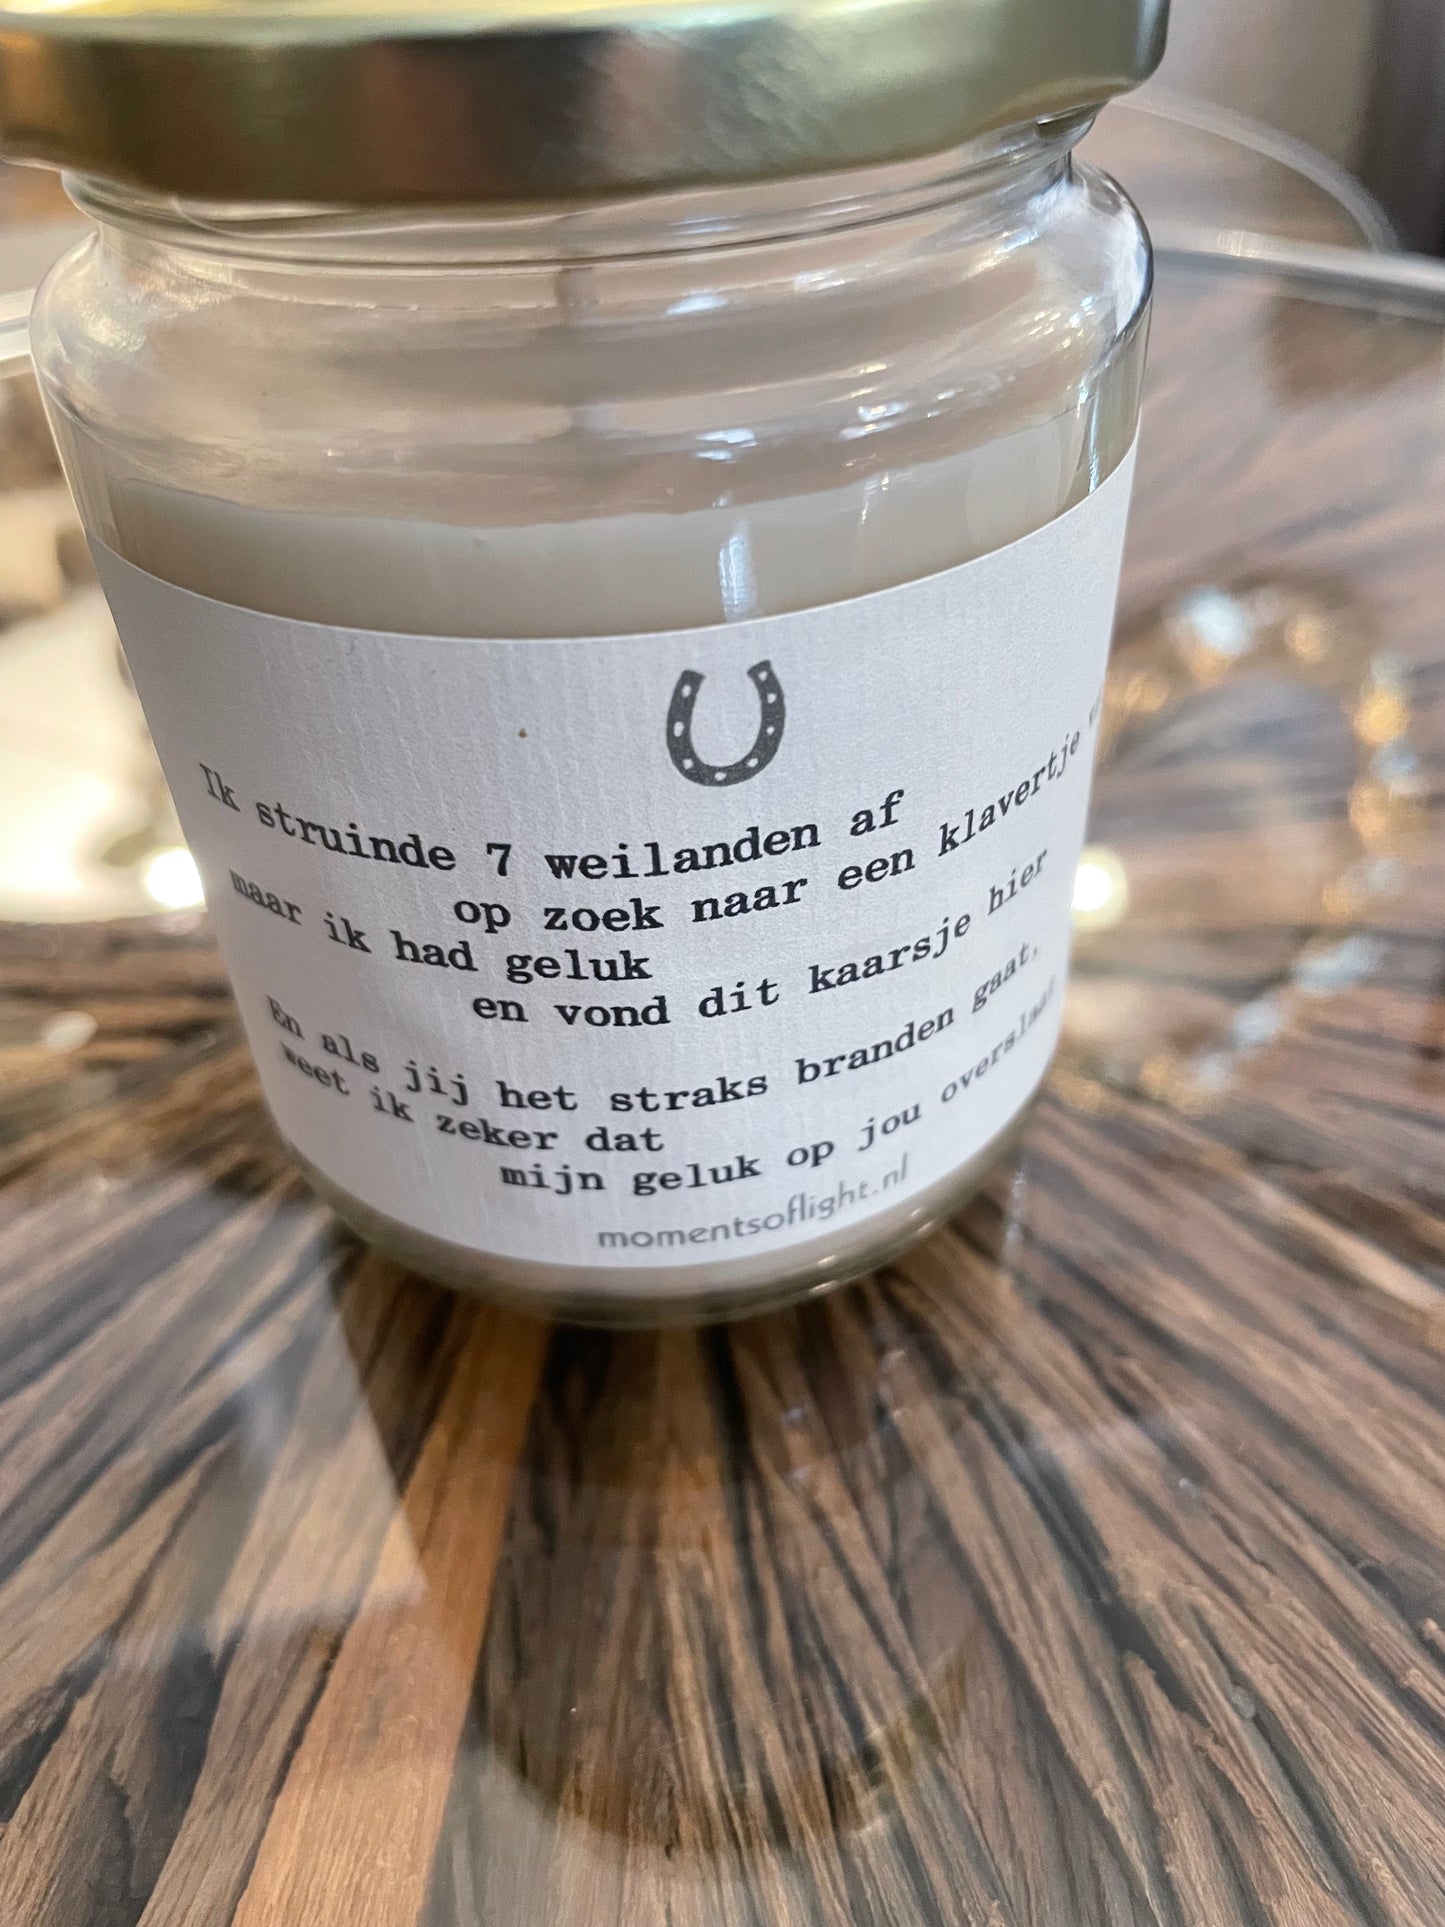 Ik struinde 7 weilanden af
op zoek naar een klavertje
maar ik had geluk
en vond dit kaarsje hier
En als jij het straks branden gaat,
weet ik zeker dat
mijn geluk op jou overslaat
momentsoflight.nl